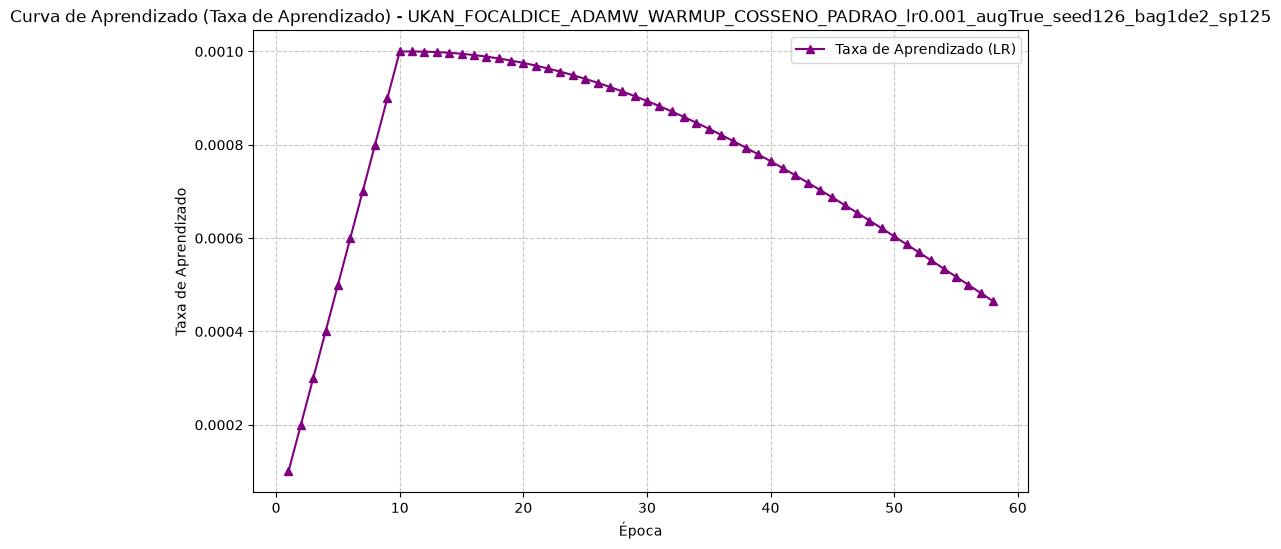 Curva de Aprendizado (Taxa de Aprendizado) - UKAN_FOCALDICE_ADAMW_WARMUP_COSSENO_PADRAO_lr0.001_augTrue_seed126_bag1de2_sp125
Taxa de Aprendizado (LR)
Taxa de Aprendizado
0.0010
0.0008
0.0006
0.0004
0.0002
0 10 20 30 40 50 60
Época